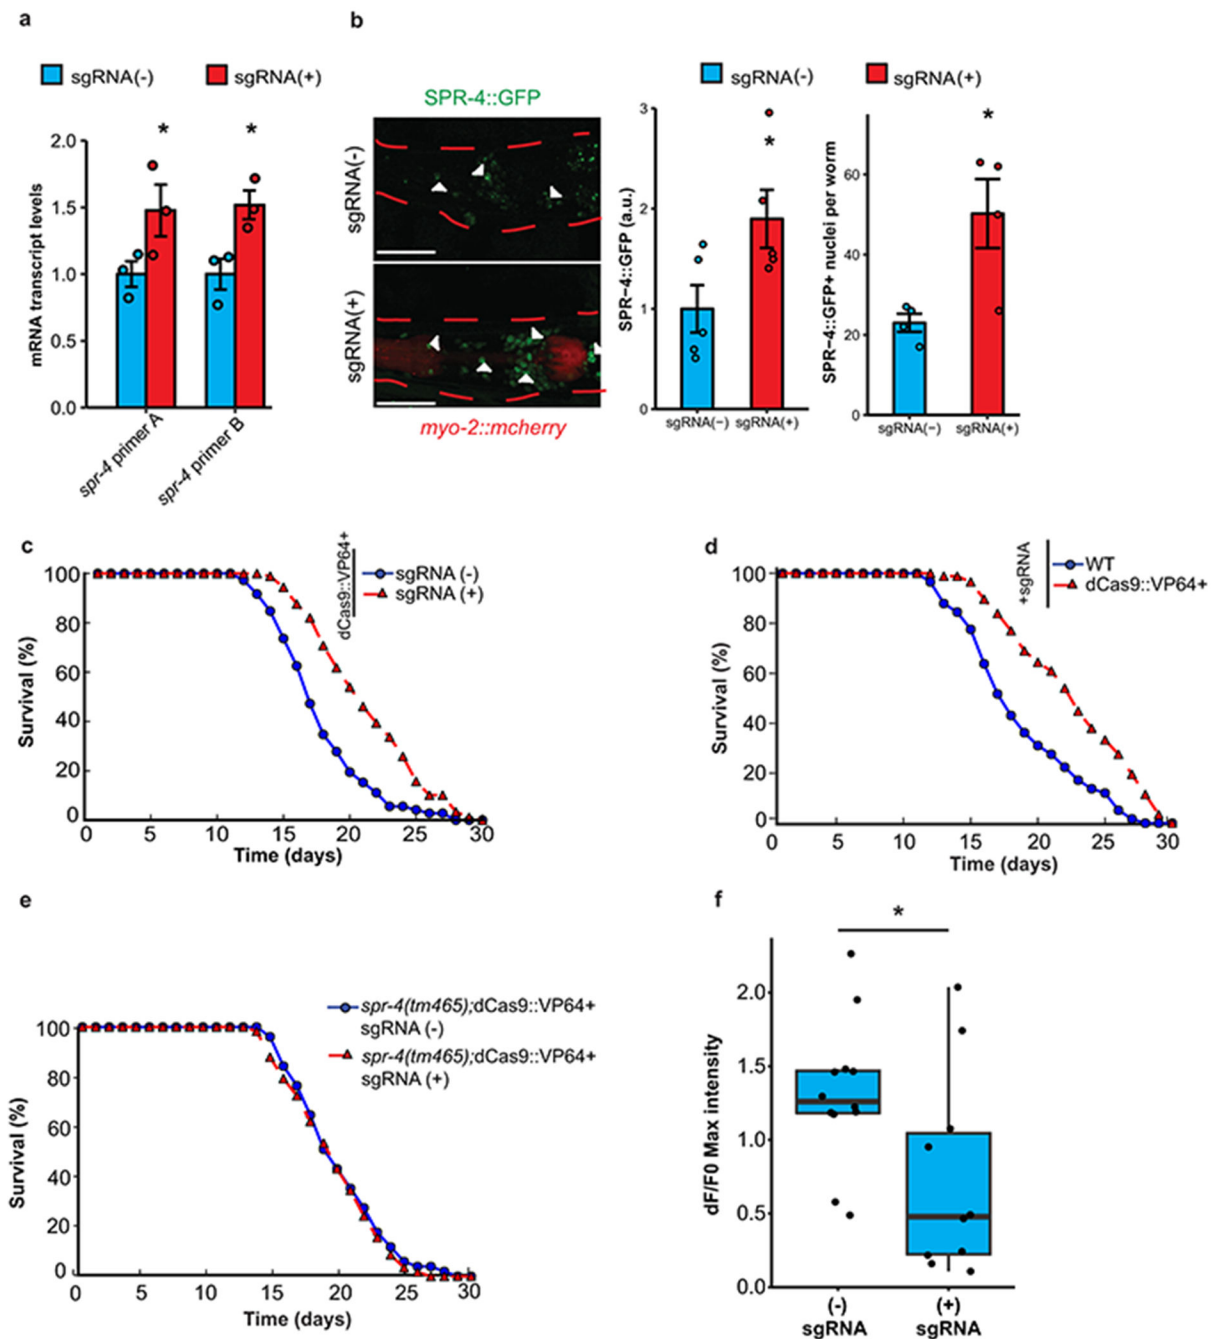 a
sgRNA(-)
sgRNA(+)
*
*
2.0
1.5
1.0
0.5
0.0
mRNA transcript levels
spr-4 primer A
spr-4 primer B
b
SPR-4::GFP
sgRNA(-)
sgRNA(+)
myo-2::mcherry
sgRNA(-)
sgRNA(+)
3
2
1
0
SPR−4::GFP (a.u.)
*
sgRNA(−)
sgRNA(+)
60
40
20
0
SPR−4::GFP+ nuclei per worm
*
sgRNA(−)
sgRNA(+)
c
dCas9::VP64+
sgRNA (-)
sgRNA (+)
100
80
60
40
20
0
Survival (%)
0 5 10 15 20 25 30
Time (days)
d
+sgRNA
WT
dCas9::VP64+
100
80
60
40
20
0
Survival (%)
0 5 10 15 20 25 30
Time (days)
e
spr-4(tm465);dCas9::VP64+
sgRNA (-)
spr-4(tm465);dCas9::VP64+
sgRNA (+)
100
80
60
40
20
0
Survival (%)
0 5 10 15 20 25 30
Time (days)
f
*
2.0
1.5
1.0
0.5
0.0
dF/F0 Max intensity
(-)
sgRNA
(+)
sgRNA